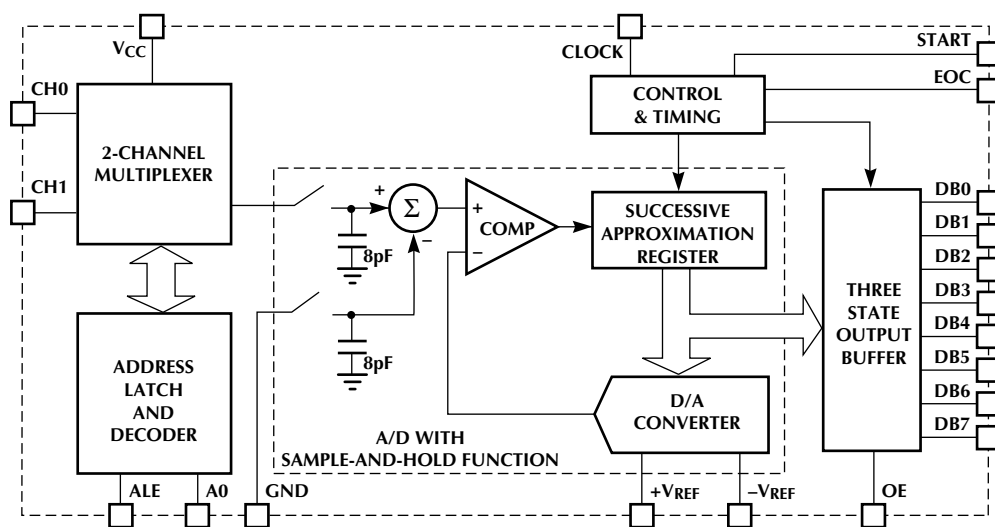 VCC
CLOCK
START
EOC
CH0
CONTROL
& TIMING
2-CHANNEL
MULTIPLEXER
CH1
+
Σ
−
8pF
+
−
COMP
SUCCESSIVE
APPROXIMATION
REGISTER
DB0
DB1
DB2
DB3
DB4
DB5
DB6
DB7
THREE
STATE
OUTPUT
BUFFER
8pF
ADDRESS
LATCH
AND
DECODER
D/A
CONVERTER
A/D WITH
SAMPLE-AND-HOLD FUNCTION
ALE
A0
GND
+VREF
–VREF
OE